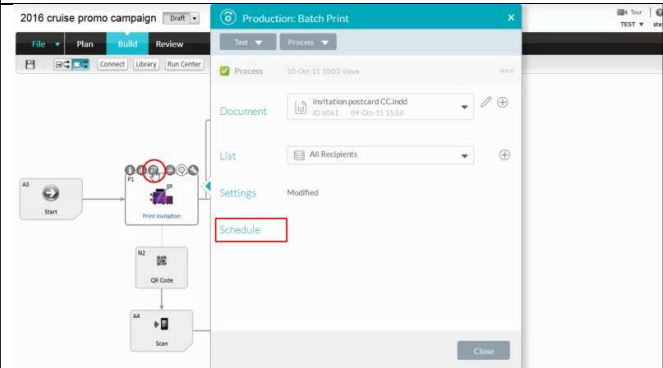 2016 cruise promo campaign Draft
Production: Batch Print
Tour
TEST
File Plan Build Review
Test Process
Connect Library Run Center
Process 10-Oct-15 10:02 steve
Document
invitation postcard CC.indd
ID 6061 09-Oct-15 15:58
List All Recipients
A3
Start
P1
Print invitation
Settings Modified
Schedule
N2
QR Code
A4
Scan
Close